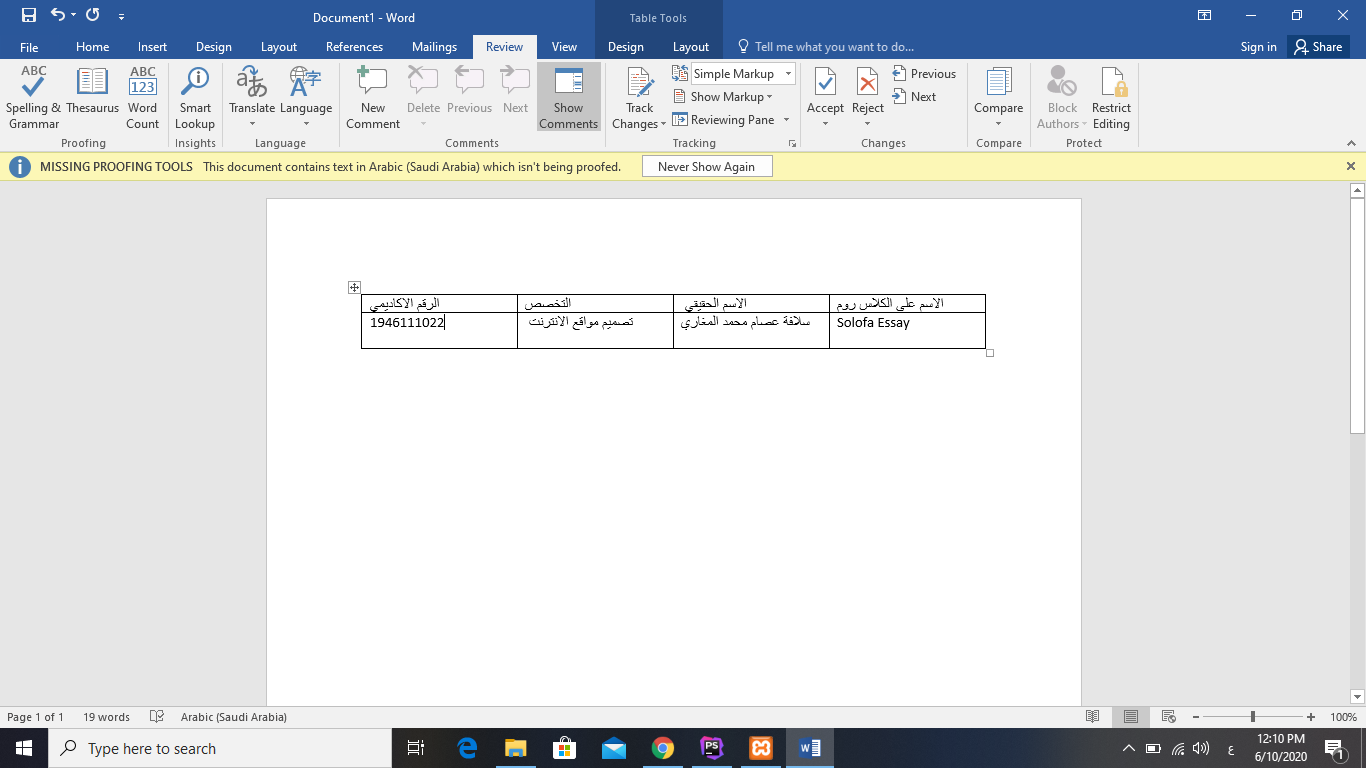 Document1 - Word
Table Tools
File Home Insert Design Layout References Mailings Review View Design Layout Tell me what you want to do... Sign in Share
ABC ABC 123
Spelling & Grammar Thesaurus Word Count Smart Lookup Translate Language New Comment Delete Previous Next Show Comments Track Changes Simple Markup Show Markup Reviewing Pane Accept Reject Previous Next Compare Block Authors Restrict Editing
Proofing Insights Language Comments Tracking Changes Compare Protect
MISSING PROOFING TOOLS This document contains text in Arabic (Saudi Arabia) which isn't being proofed. Never Show Again
الاسم على الكلاس روم الاسم الحقيقي التخصص الرقم الاكاديمي
Solofa Essay سلافة عصام محمد المغاري تصميم مواقع الانترنت 1946111022
Page 1 of 1 19 words Arabic (Saudi Arabia) 100%
Type here to search PS W ع 12:10 PM
6/10/2020 1